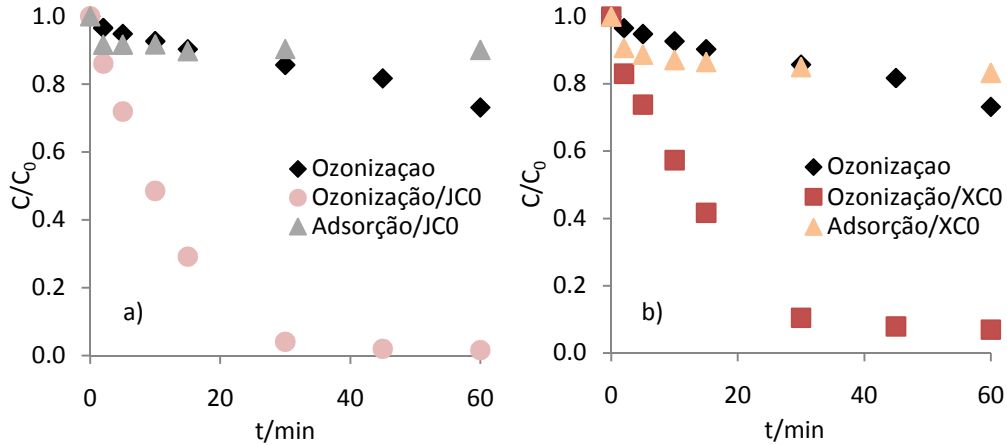 1.0
0.8
0.6
0.4
0.2
0.0
C/C0
Ozonizaçao
Ozonização/JC0
Adsorção/JC0
a)
0
20
40
60
t/min
1.0
0.8
0.6
0.4
0.2
0.0
C/C0
Ozonizaçao
Ozonização/XC0
Adsorção/XC0
b)
0
20
40
60
t/min